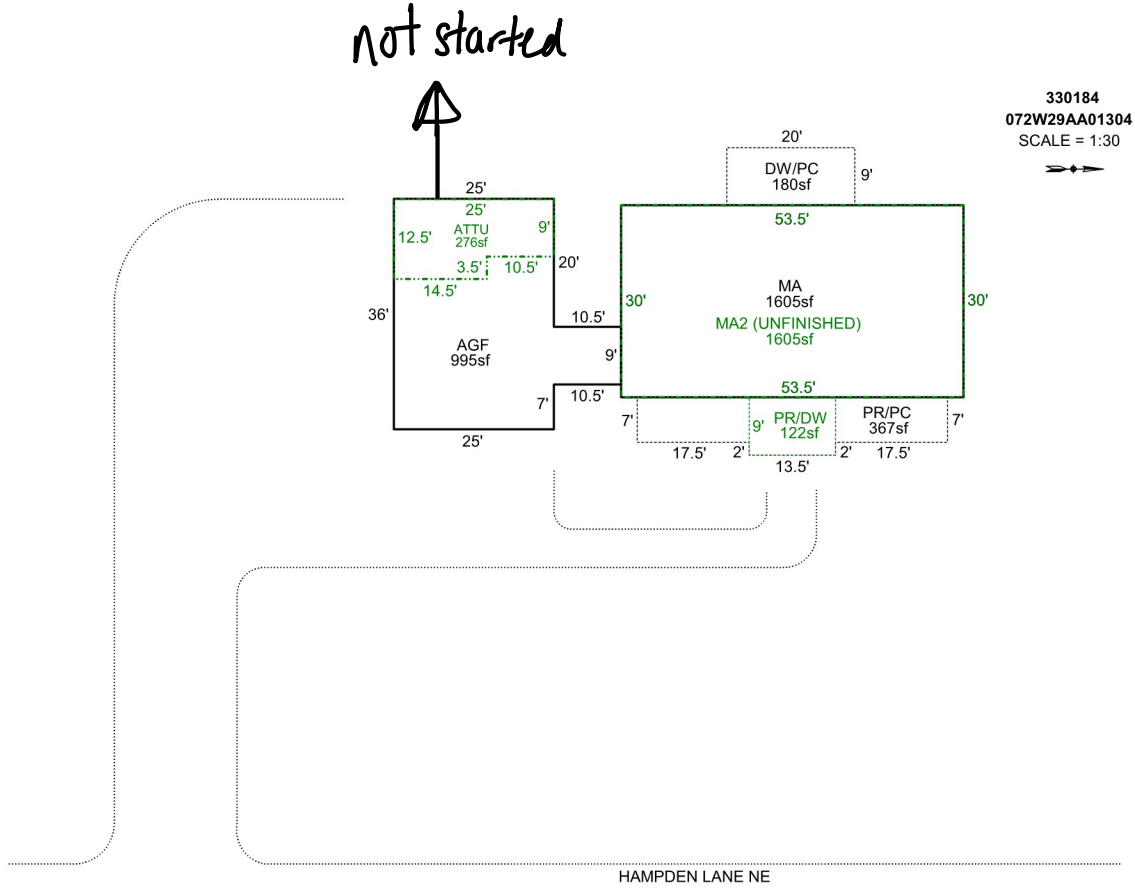 not started
330184
072W29AA01304
SCALE = 1:30
20'
DW/PC
180sf
9'
25'
25'
ATTU
276sf
12.5'
9'
3.5'
10.5'
14.5'
20'
36'
AGF
995sf
10.5'
9'
10.5'
7'
25'
53.5'
30'
MA
1605sf
MA2 (UNFINISHED)
1605sf
30'
53.5'
7'
9'
PR/DW
122sf
PR/PC
367sf
7'
17.5'
2'
13.5'
2'
17.5'
HAMPDEN LANE NE